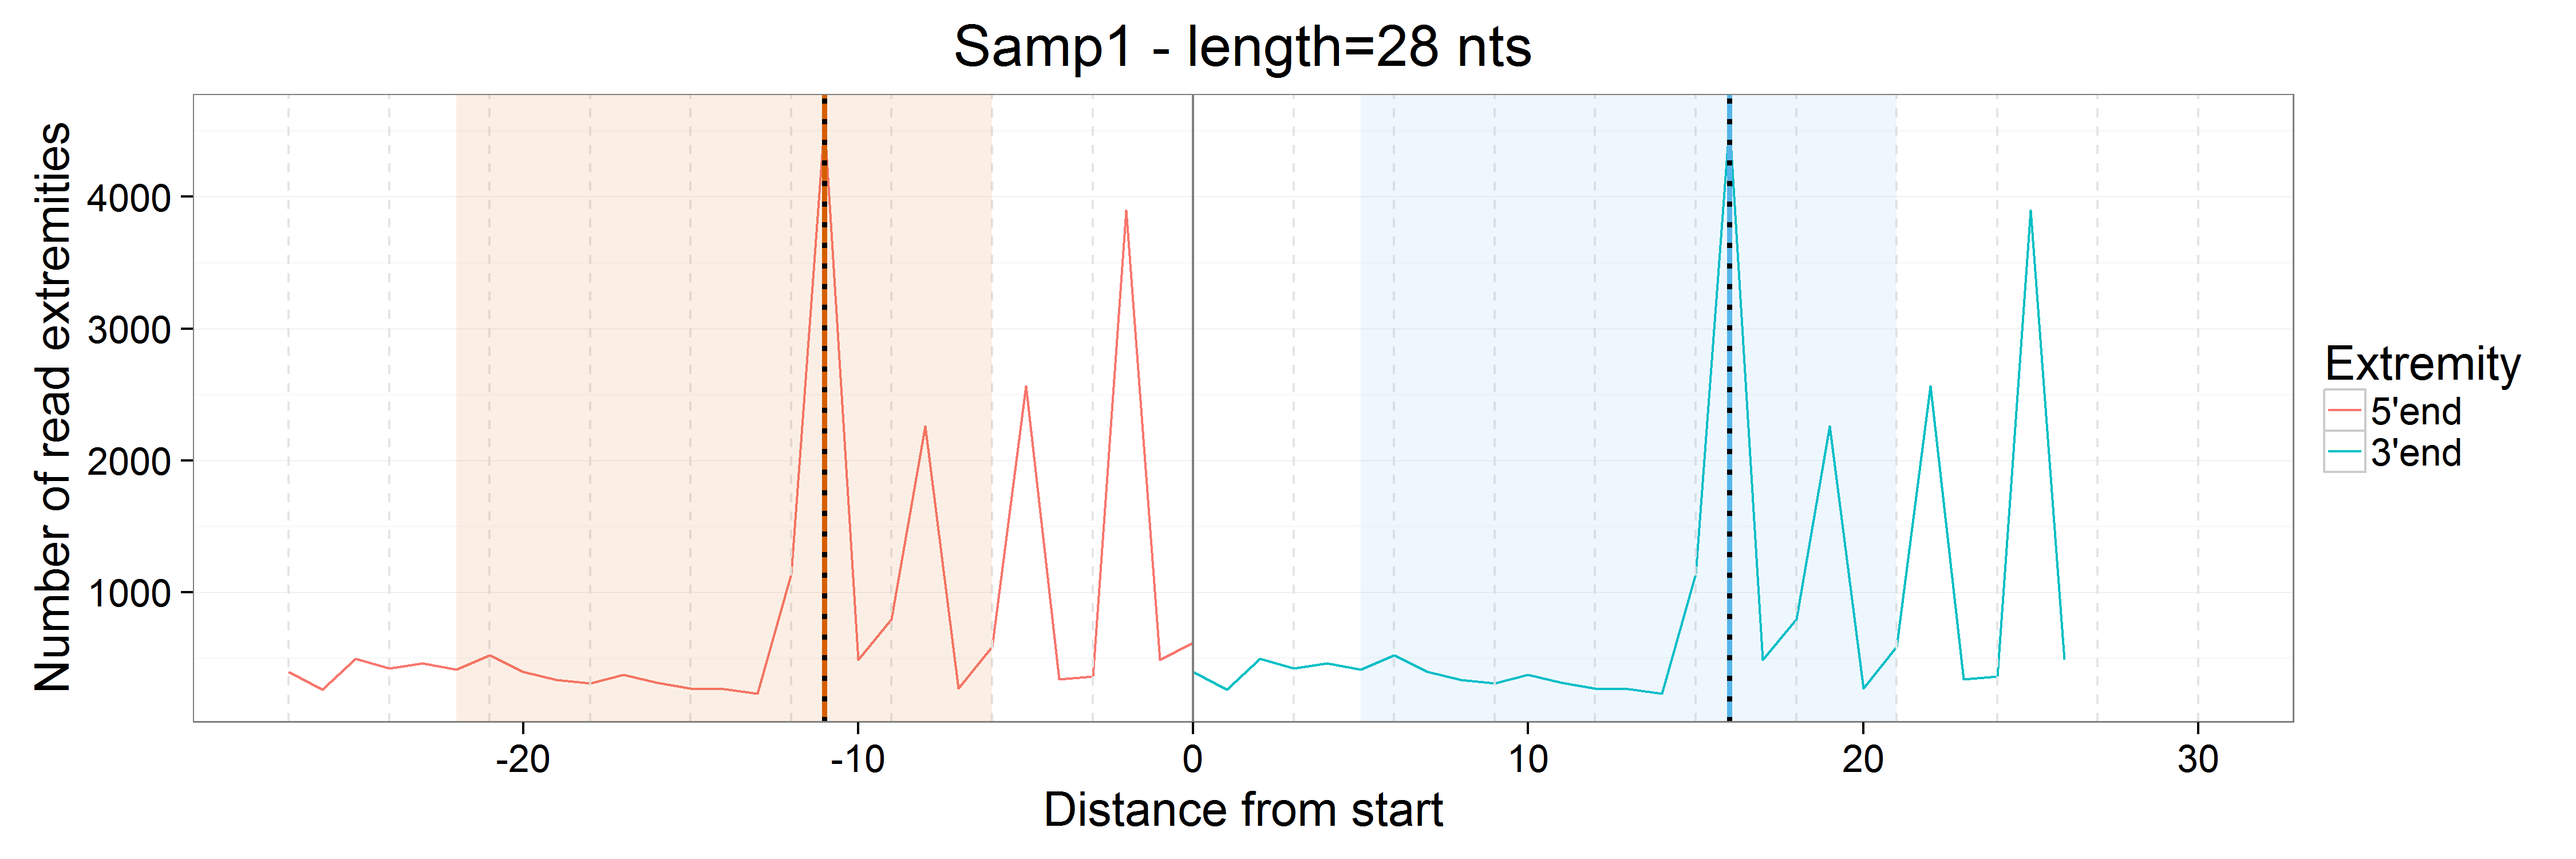 Samp1 - length=28 nts
Number of read extremities
4000
3000
2000
1000
-20
-10
0
10
20
30
Distance from start
Extremity
5'end
3'end